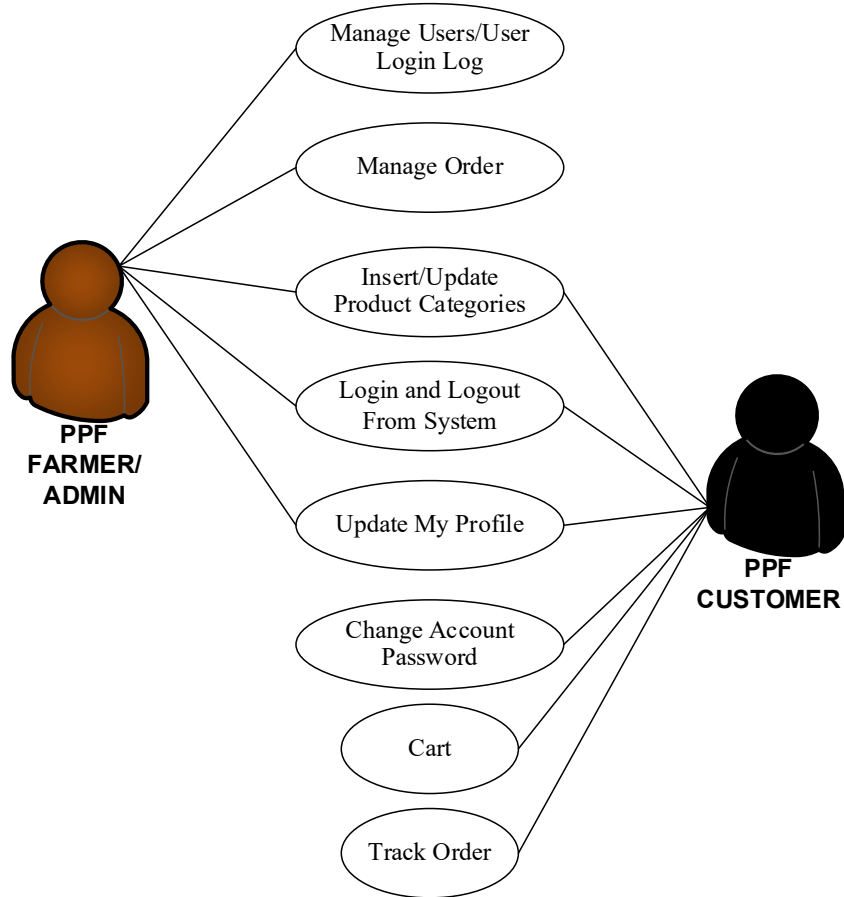 Manage Users/User
Login Log
Manage Order
Insert/Update
Product Categories
Login and Logout
From System
PPF
FARMER/
ADMIN
Update My Profile
PPF
CUSTOMER
Change Account
Password
Cart
Track Order